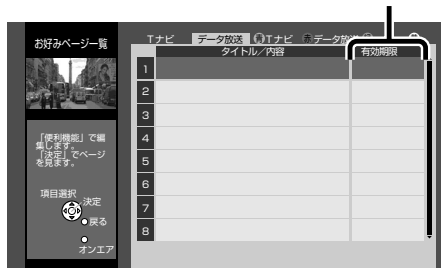 お好みページ一覧
Tナビ データ放送 青Tナビ 赤データ放
タイトル／内容 有効期限
1
2
3
4
5
6
7
8
「便利機能」で編
集します。
「決定」でページ
を見ます。
項目選択
決定
戻る
オンエア